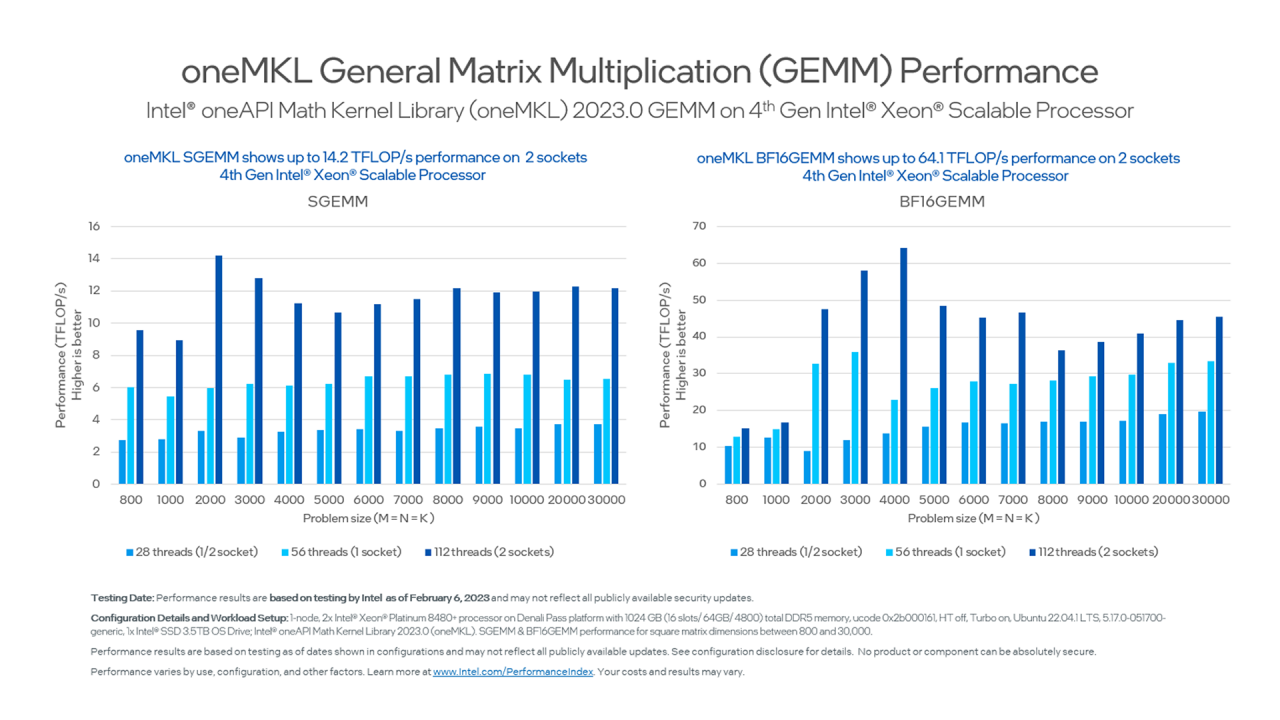 oneMKL General Matrix Multiplication (GEMM) Performance
Intel® oneAPI Math Kernel Library (oneMKL) 2023.0 GEMM on 4th Gen Intel® Xeon® Scalable Processor
oneMKL SGEMM shows up to 14.2 TFLOP/s performance on 2 sockets
4th Gen Intel® Xeon® Scalable Processor
SGEMM
Performance (TFLOP/s)
Higher is better
16
14
12
10
8
6
4
2
0
800 1000 2000 3000 4000 5000 6000 7000 8000 9000 10000 20000 30000
Problem size (M = N = K)
28 threads (1/2 socket) 56 threads (1 socket) 112 threads (2 sockets)
oneMKL BF16GEMM shows up to 64.1 TFLOP/s performance on 2 sockets
4th Gen Intel® Xeon® Scalable Processor
BF16GEMM
Performance (TFLOP/s)
Higher is better
70
60
50
40
30
20
10
0
800 1000 2000 3000 4000 5000 6000 7000 8000 9000 10000 20000 30000
Problem size (M = N = K)
28 threads (1/2 socket) 56 threads (1 socket) 112 threads (2 sockets)
Testing Date: Performance results are based on testing by Intel as of February 6, 2023 and may not reflect all publicly available security updates.
Configuration Details and Workload Setup: 1-node, 2x Intel® Xeon® Platinum 8480+ processor on Denali Pass platform with 1024 GB (16 slots/ 64GB/ 4800) total DDR5 memory, ucode 0x2b000161, HT off, Turbo on, Ubuntu 22.04.1 LTS, 5.17.0-051700-
generic, 1x Intel® SSD 3.5TB OS Drive; Intel® oneAPI Math Kernel Library 2023.0 (oneMKL). SGEMM & BF16GEMM performance for square matrix dimensions between 800 and 30,000.
Performance results are based on testing as of dates shown in configurations and may not reflect all publicly available updates. See configuration disclosure for details. No product or component can be absolutely secure.
Performance varies by use, configuration, and other factors. Learn more at www.Intel.com/PerformanceIndex. Your costs and results may vary.